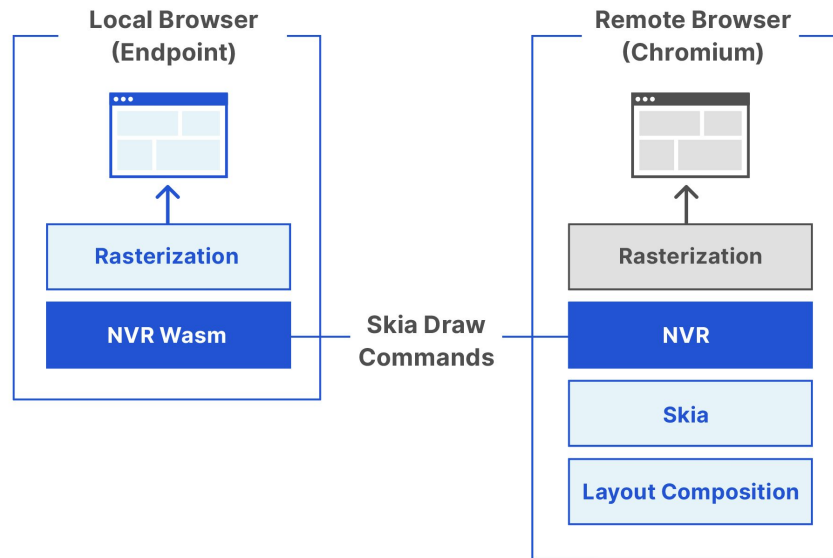 Local Browser
(Endpoint)
Rasterization
NVR Wasm
Skia Draw
Commands
Remote Browser
(Chromium)
Rasterization
NVR
Skia
Layout Composition